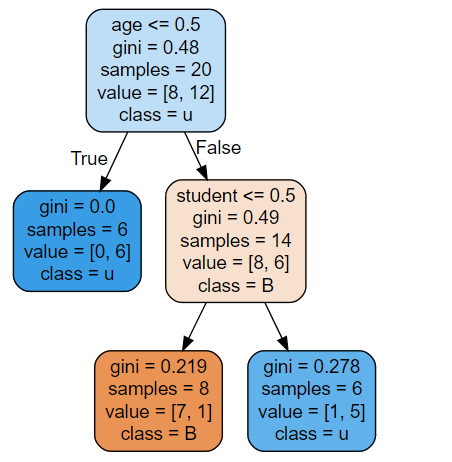 age <= 0.5
gini = 0.48
samples = 20
value = [8, 12]
class = u
True
False
gini = 0.0
samples = 6
value = [0, 6]
class = u
student <= 0.5
gini = 0.49
samples = 14
value = [8, 6]
class = B
gini = 0.219
samples = 8
value = [7, 1]
class = B
gini = 0.278
samples = 6
value = [1, 5]
class = u